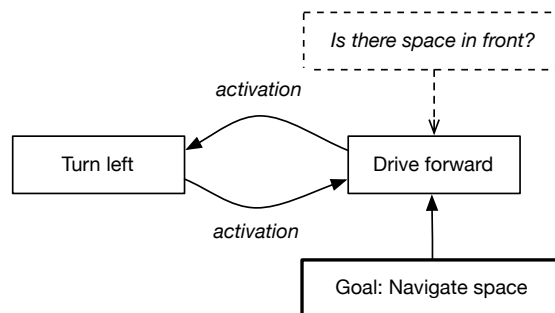 Is there space in front?
activation
Turn left
Drive forward
activation
Goal: Navigate space